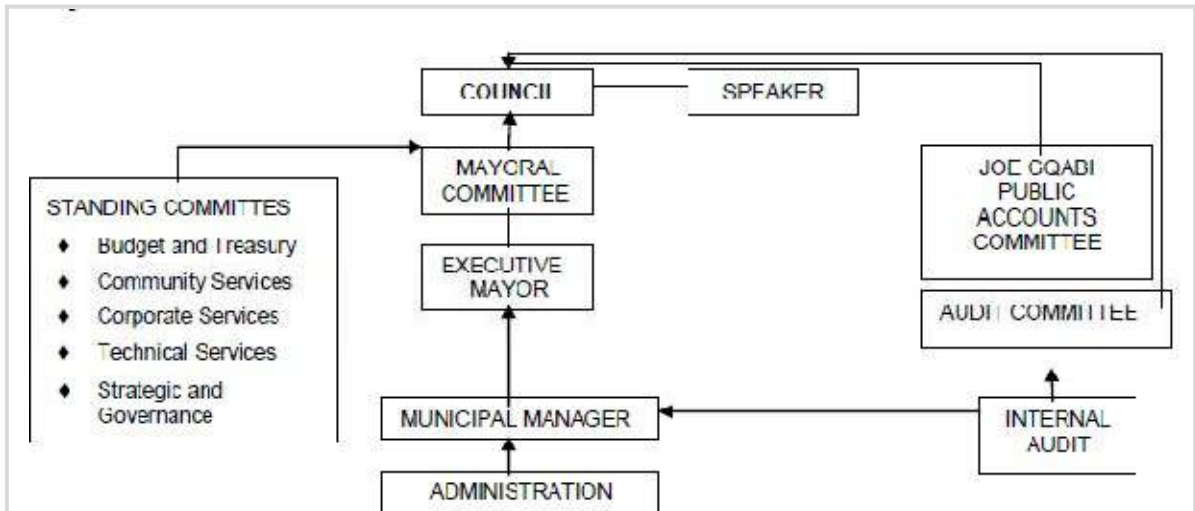 COUNCIL
SPEAKER
MAYORAL
COMMITTEE
JOE GQABI
PUBLIC
ACCOUNTS
COMMITTEE
STANDING COMMITTES
♦ Budget and Treasury
♦ Community Services
♦ Corporate Services
♦ Technical Services
♦ Strategic and
Governance
EXECUTIVE
MAYOR
AUDIT COMMITTEE
MUNICIPAL MANAGER
INTERNAL
AUDIT
ADMINISTRATION